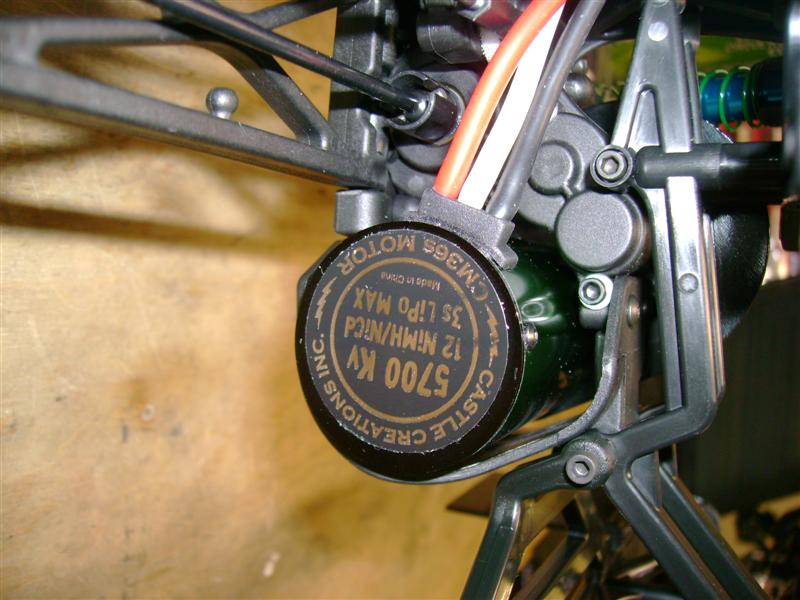 CASTLE CREATIONS INC.
CM36s MOTOR
5700 Kv
12 NiMH/NiCd
3S LiPo MAX
Made in China